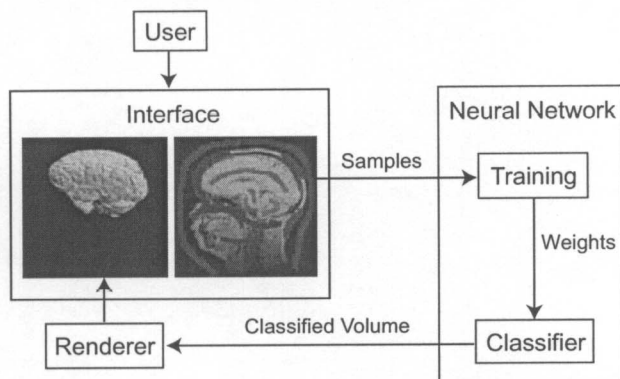 User
Interface
Neural Network
Samples
Training
Weights
Classified Volume
Renderer
Classifier